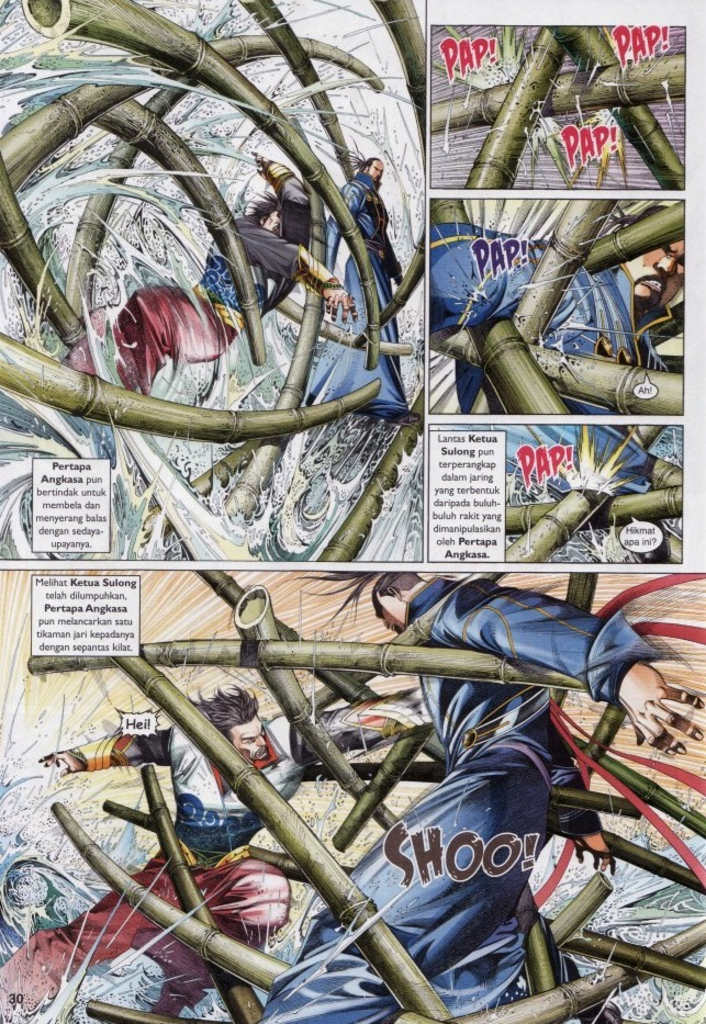 Pertapa
Angkasa pun
bertindak untuk
membela dan
menyerang balas
dengan sedaya-
upayanya.
PAP!
PAP!
PAP!
PAP!
Ah!
Lantas Ketua
Sulong pun
terperangkap
dalam jaring
yang terbentuk
daripada buluh-
buluh rakit yang
dimanipulasikan
oleh Pertapa
Angkasa.
PAP!
Hikmat
apa ini?
Melihat Ketua Sulong
telah dilumpuhkan,
Pertapa Angkasa
pun melancarkan satu
tikaman jari kepadanya
dengan sepantas kilat.
Hei!
SHOO!
30